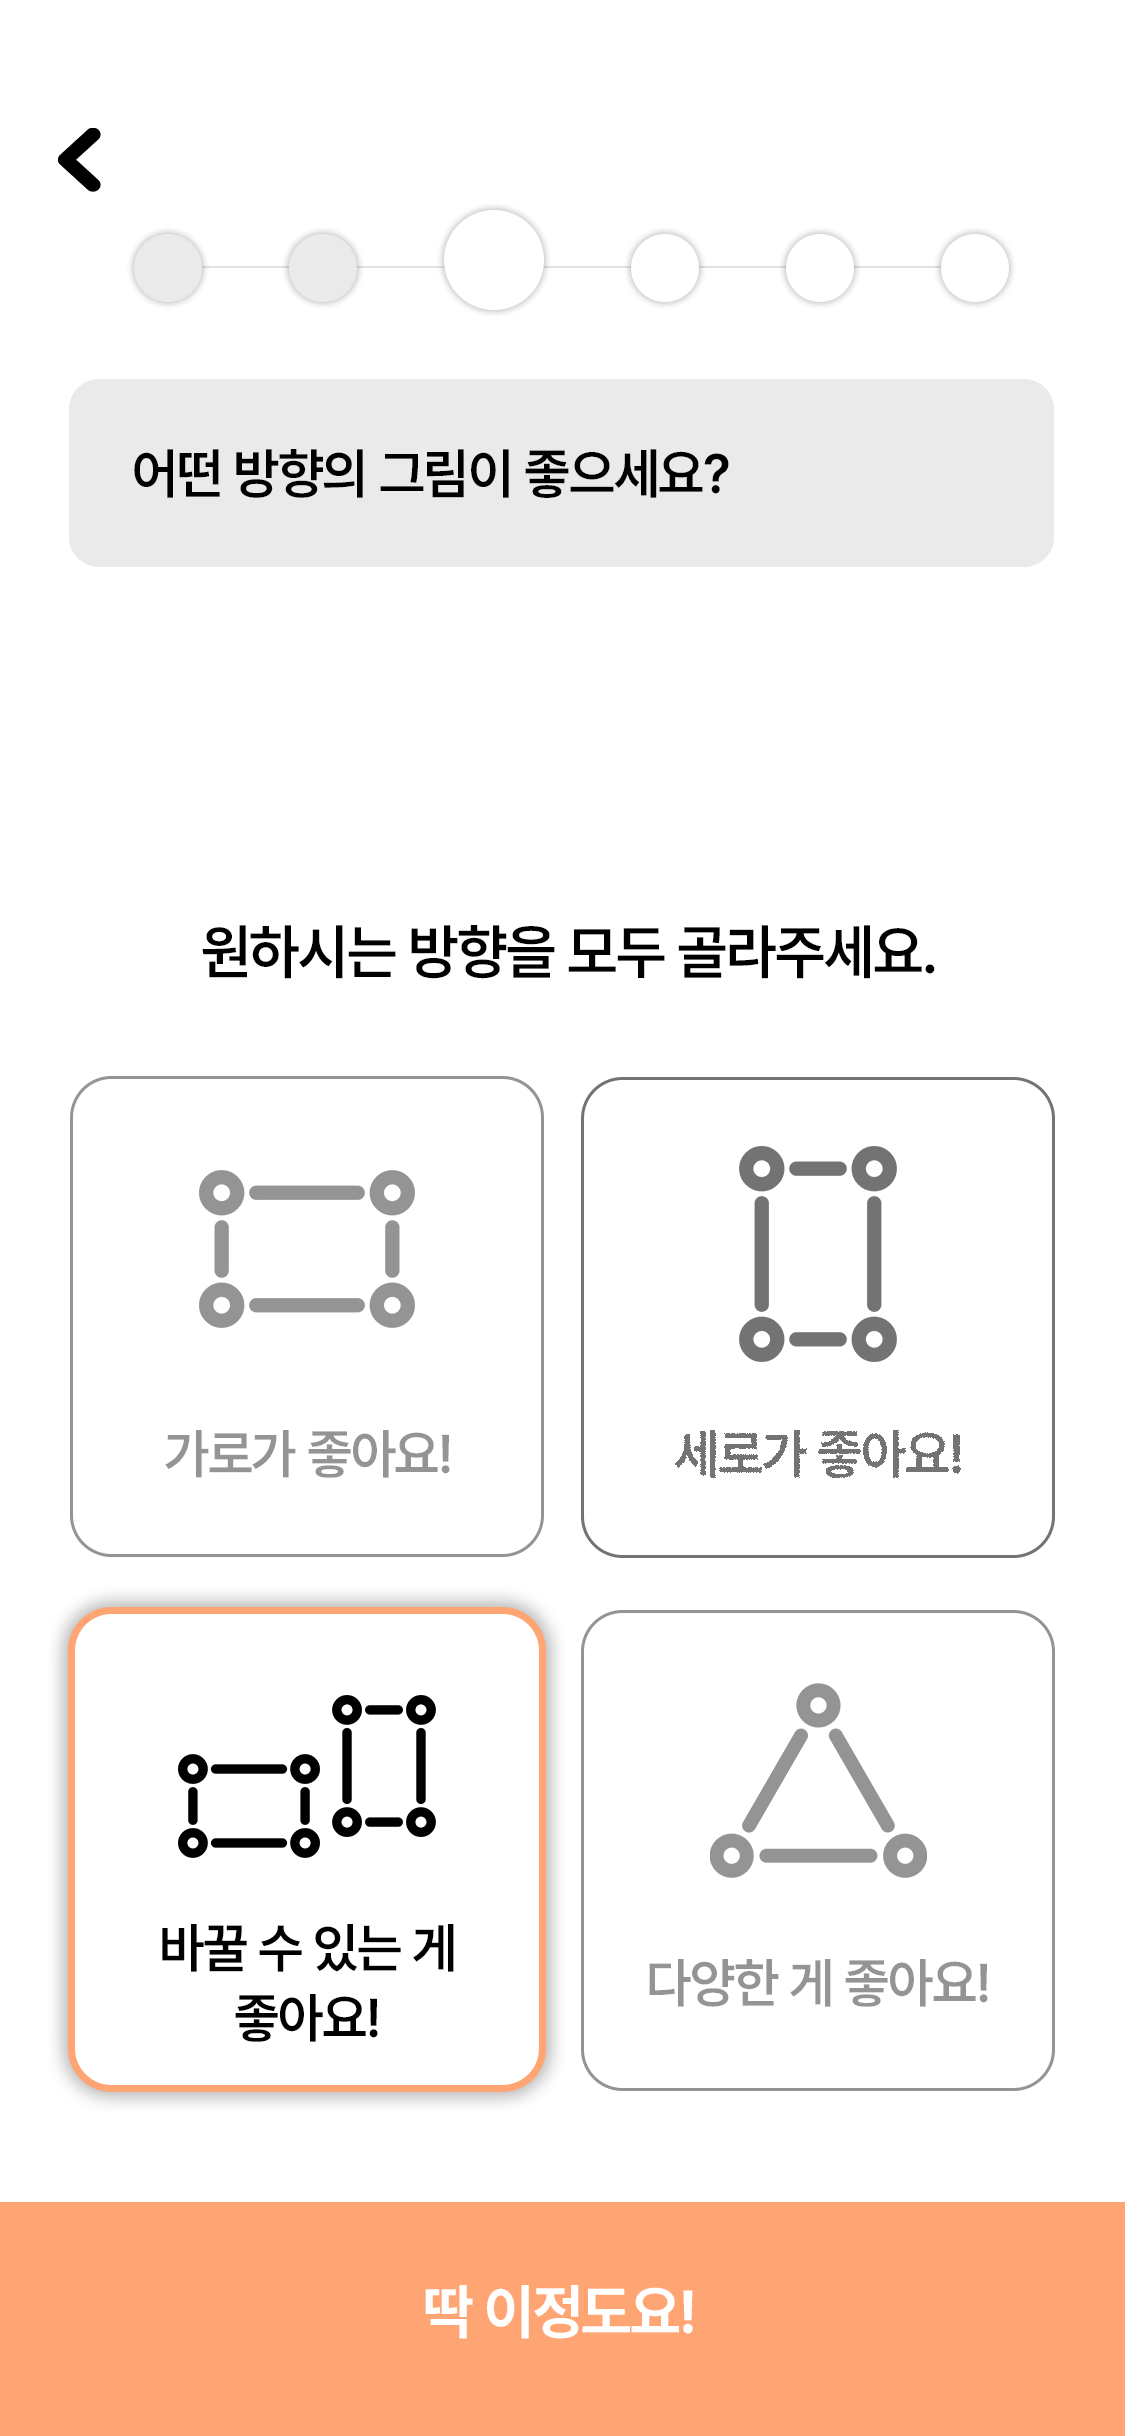 어떤 방향의 그림이 좋으세요?
원하시는 방향을 모두 골라주세요.
가로가 좋아요!
세로가 좋아요!
바꿀 수 있는 게
좋아요!
다양한 게 좋아요!
딱 이정도요!